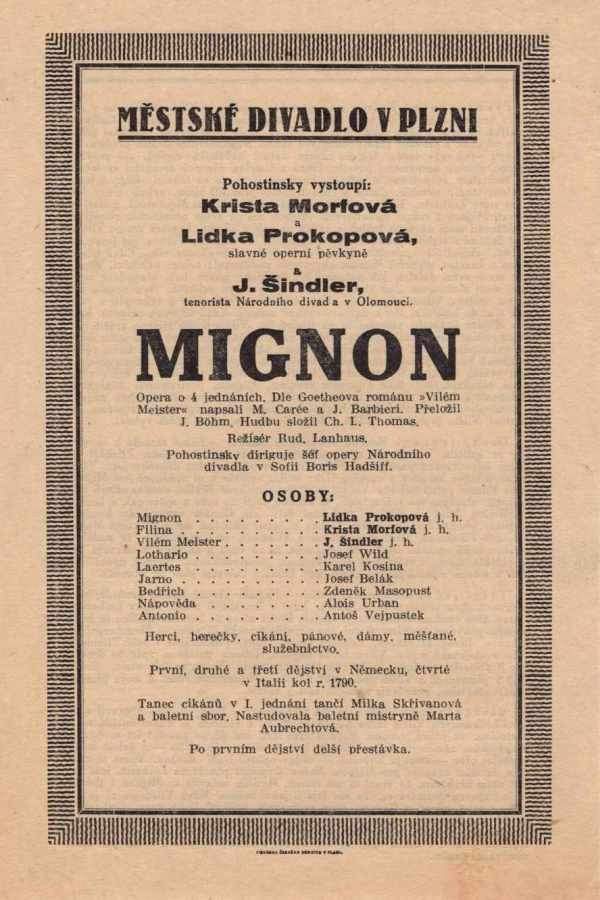 MĚSTSKÉ DIVADLO V PLZNI
Pohostinsky vystoupí:
Krista Morfová
a
Lidka Prokopová,
slavné operní pěvkyně
a
J. Šindler,
tenorista Národního divad a v Olomouci.
MIGNON
Opera o 4 jednáních. Dle Goetheova románu »Vilém
Meister« napsali M. Carée a J. Barbieri. Přeložil
J. Böhm. Hudbu složil Ch. L. Thomas.
Režisér Rud. Lanhaus.
Pohostinsky diriguje šéf opery Národního
divadla v Sofii Boris Hadšiff.
OSOBY:
Mignon . . . . . . . . . Lidka Prokopová j. h.
Filina . . . . . . . . . . Krista Morfová j. h.
Vilém Meister . . . . . . . J. Šindler j. h.
Lothario . . . . . . . . . Josef Wild
Laertes . . . . . . . . . Karel Kosina
Jarno . . . . . . . . . . Josef Belák
Bedřich . . . . . . . . . Zdeněk Masopust
Nápověda . . . . . . . . Alois Urban
Antonio . . . . . . . . . Antoš Vejpustek
Herci, herečky, cikáni, pánové, dámy, měšťané,
služebnictvo.
První, druhé a třetí dějství v Německu, čtvrté
v Italii kol r. 1790.
Tanec cikánů v I. jednání tančí Milka Skřivanová
a baletní sbor. Nastudovala baletní mistryně Marta
Aubrechtová.
Po prvním dějství delší přestávka.